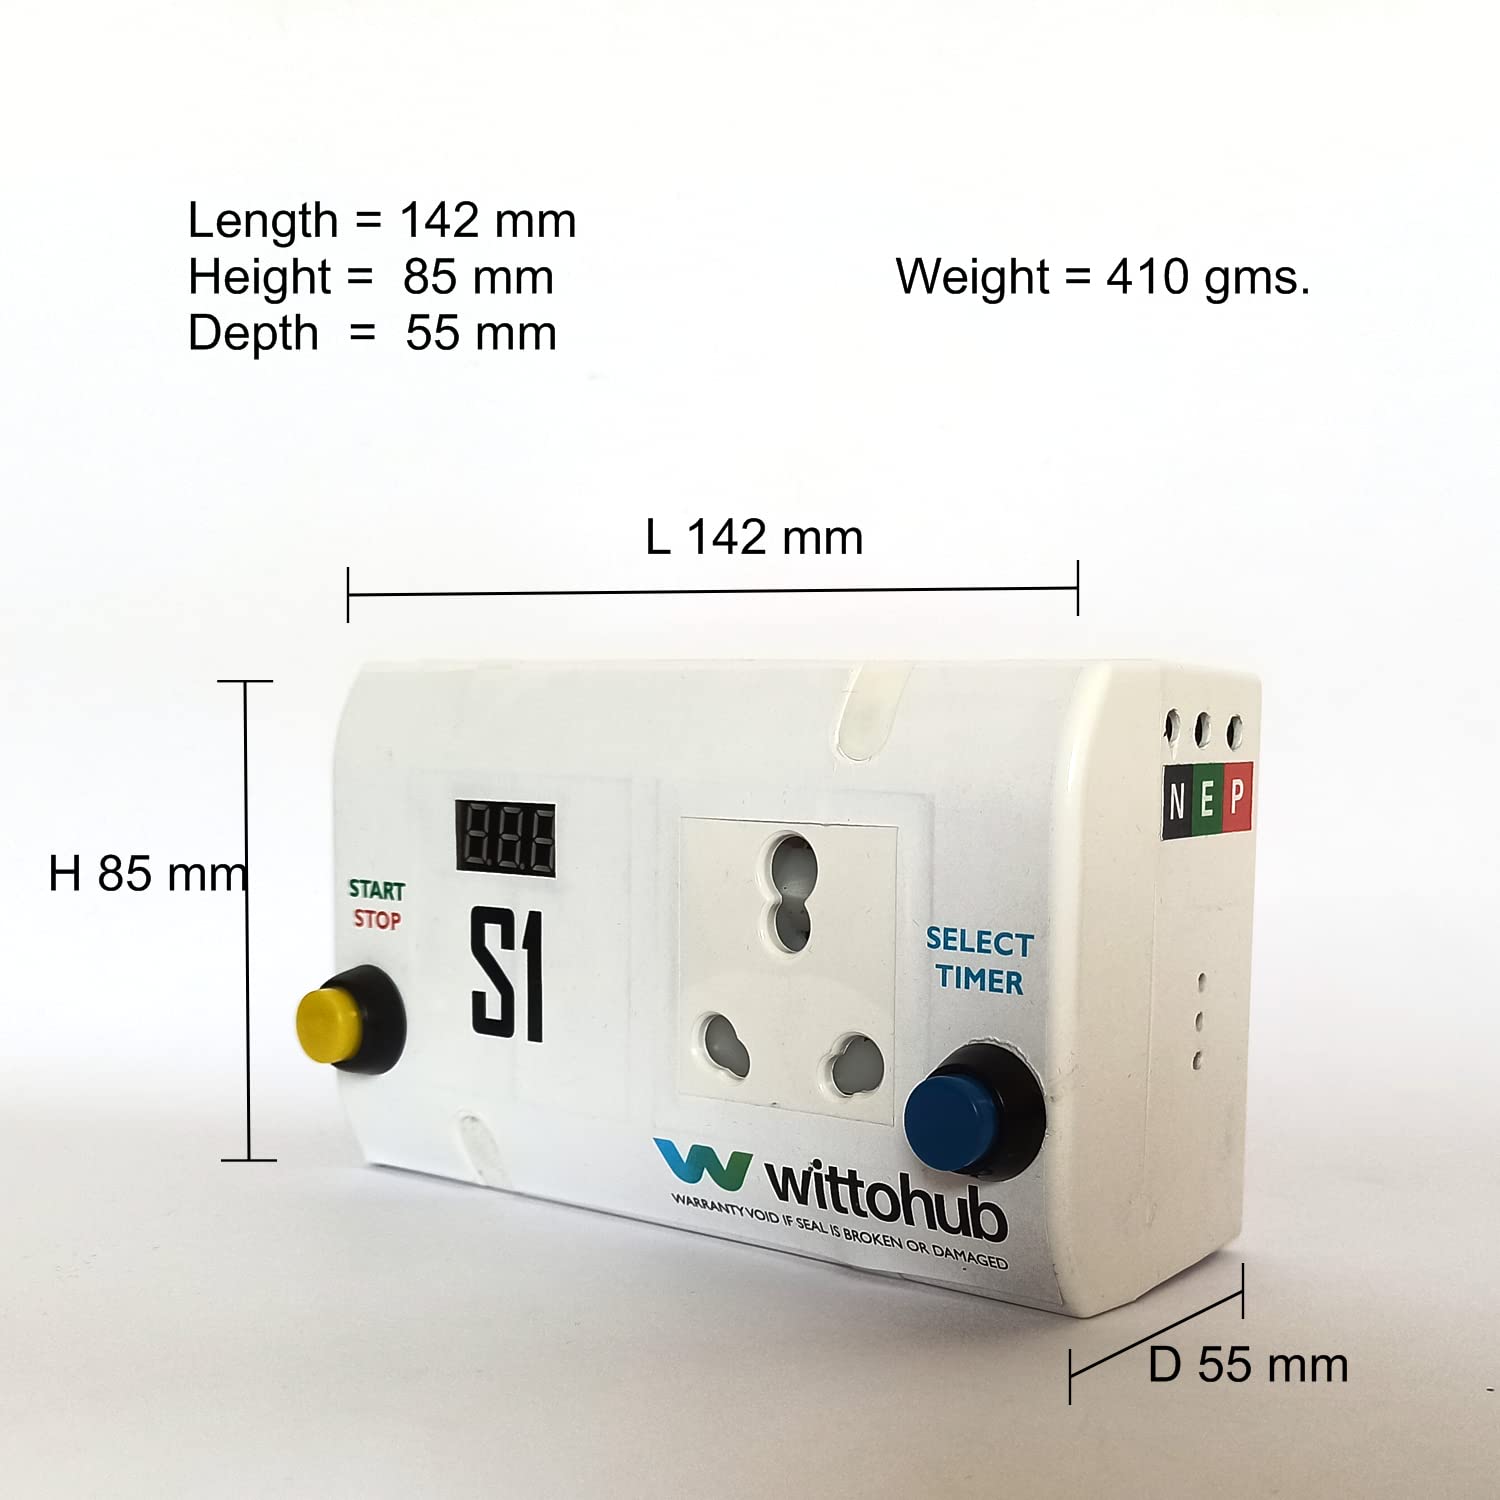 Length = 142 mm
Height = 85 mm
Depth = 55 mm
Weight = 410 gms.
L 142 mm
H 85 mm
START
STOP
S1
SELECT
TIMER
N E P
wittohub
WARRANTY VOID IF SEAL IS BROKEN OR DAMAGED
D 55 mm